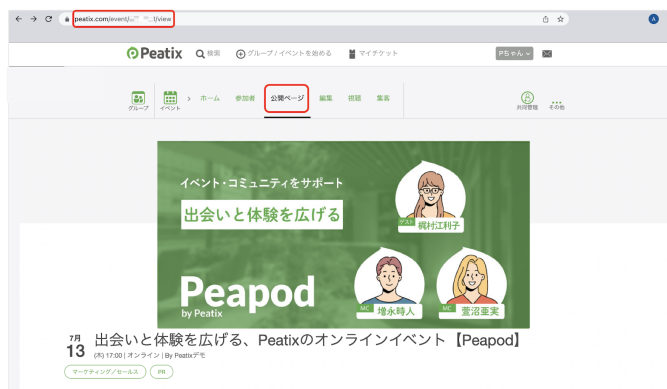 peatix.com/event/
/view
Peatix 検索 グループ/イベントを始める マイチケット Pちゃん
A
グループ イベント > ホーム 参加者 公開ページ 編集 視聴 集客 共同管理 その他
イベント・コミュニティをサポート
出会いと体験を広げる
ゲスト 梶村江利子
Peapod
by Peatix
MC 増永時人 MC 萱沼亜実
7月
13
出会いと体験を広げる、Peatixのオンラインイベント【Peapod】
(木) 17:00 | オンライン | By Peatixデモ
マーケティング/セールス PR